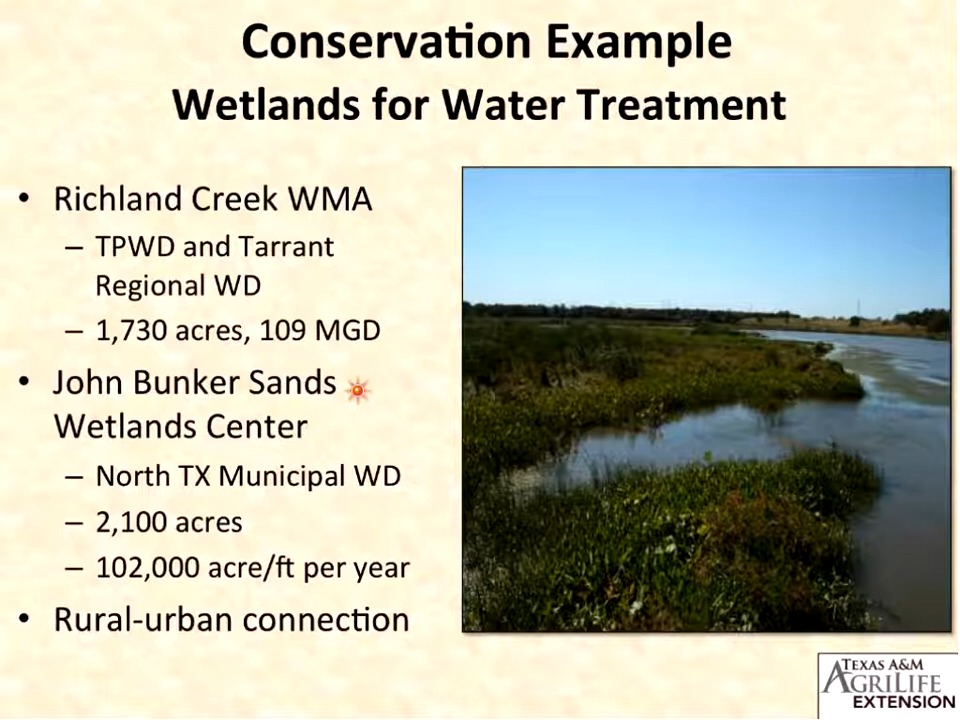 Conservation Example
Wetlands for Water Treatment
• Richland Creek WMA
– TPWD and Tarrant
Regional WD
– 1,730 acres, 109 MGD
• John Bunker Sands
Wetlands Center
– North TX Municipal WD
– 2,100 acres
– 102,000 acre/ft per year
• Rural-urban connection
TEXAS A&M
AGRILIFE
EXTENSION